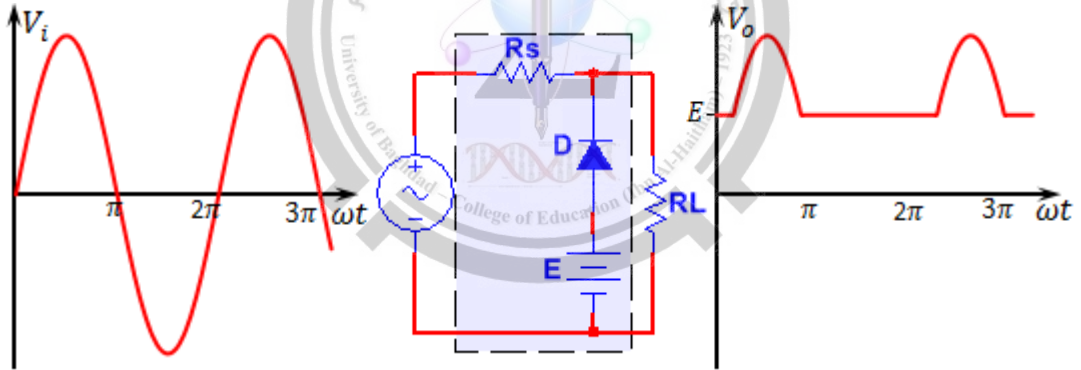 Vi
π
2π
3π
ωt
Rs
D
E
RL
Vo
E
π
2π
3π
ωt
University of Baghdad – College of Education (Ibn Al-Haitham) – 1923